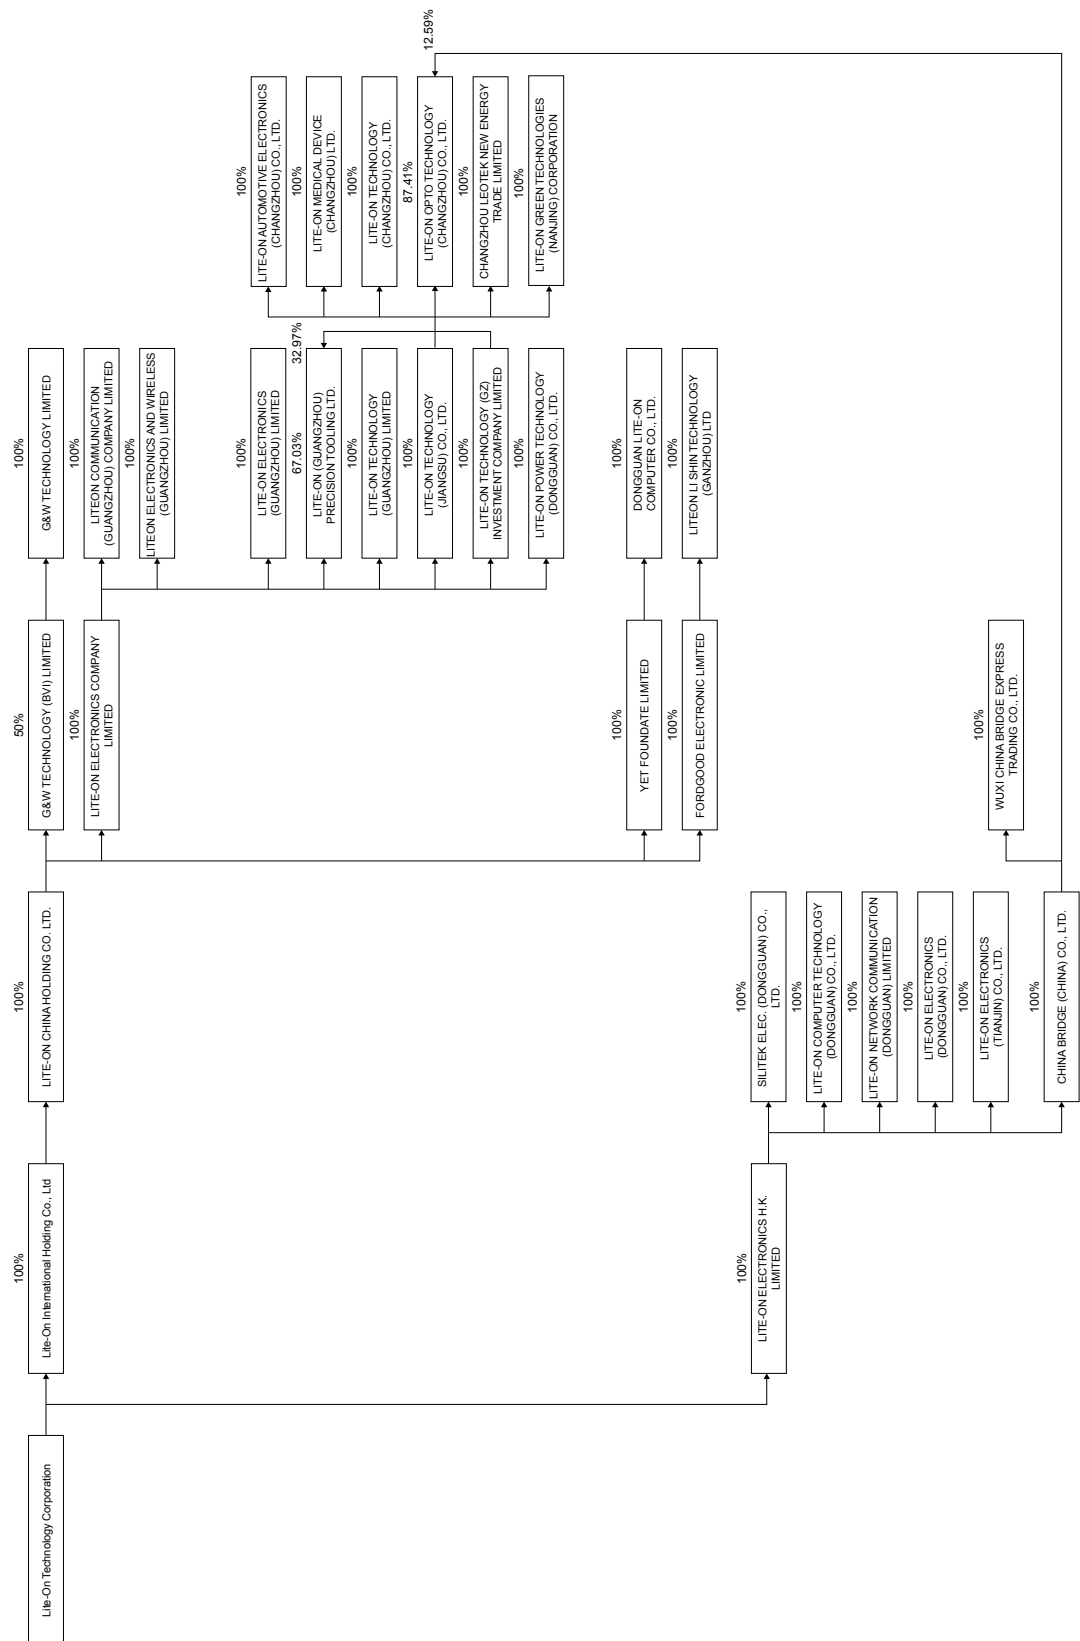 Lite-On Technology Corporation
100%
Lite-On International Holding Co., Ltd
100%
LITE-ON ELECTRONICS H.K.
LIMITED
100%
LITE-ON CHINA HOLDING CO. LTD.
100%
SILITEK ELEC. (DONGGUAN) CO.,
LTD.
100%
LITE-ON COMPUTER TECHNOLOGY
(DONGGUAN) CO., LTD.
100%
LITE-ON NETWORK COMMUNICATION
(DONGGUAN) LIMITED
100%
LITE-ON ELECTRONICS
(DONGGUAN) CO., LTD.
100%
LITE-ON ELECTRONICS
(TIANJIN) CO., LTD.
100%
CHINA BRIDGE (CHINA) CO., LTD.
50%
G&W TECHNOLOGY (BVI) LIMITED
100%
LITE-ON ELECTRONICS COMPANY
LIMITED
100%
YET FOUNDATE LIMITED
100%
FORDGOOD ELECTRONIC LIMITED
100%
WUXI CHINA BRIDGE EXPRESS
TRADING CO., LTD.
100%
G&W TECHNOLOGY LIMITED
100%
LITEON COMMUNICATION
(GUANGZHOU) COMPANY LIMITED
100%
LITEON ELECTRONICS AND WIRELESS
(GUANGZHOU) LIMITED
100%
LITE-ON ELECTRONICS
(GUANGZHOU) LIMITED
67.03%
32.97%
LITE-ON (GUANGZHOU)
PRECISION TOOLING LTD.
100%
LITE-ON TECHNOLOGY
(GUANGZHOU) LIMITED
100%
LITE-ON TECHNOLOGY
(JIANGSU) CO., LTD.
100%
LITE-ON TECHNOLOGY (GZ)
INVESTMENT COMPANY LIMITED
100%
LITE-ON POWER TECHNOLOGY
(DONGGUAN) CO., LTD.
100%
DONGGUAN LITE-ON
COMPUTER CO., LTD.
100%
LITEON LI SHIN TECHNOLOGY
(GANZHOU) LTD
100%
LITE-ON AUTOMOTIVE ELECTRONICS
(CHANGZHOU) CO., LTD.
100%
LITE-ON MEDICAL DEVICE
(CHANGZHOU) LTD.
100%
LITE-ON TECHNOLOGY
(CHANGZHOU) CO., LTD.
87.41%
12.59%
LITE-ON OPTO TECHNOLOGY
(CHANGZHOU) CO., LTD.
100%
CHANGZHOU LEOTEK NEW ENERGY
TRADE LIMITED
100%
LITE-ON GREEN TECHNOLOGIES
(NANJING) CORPORATION